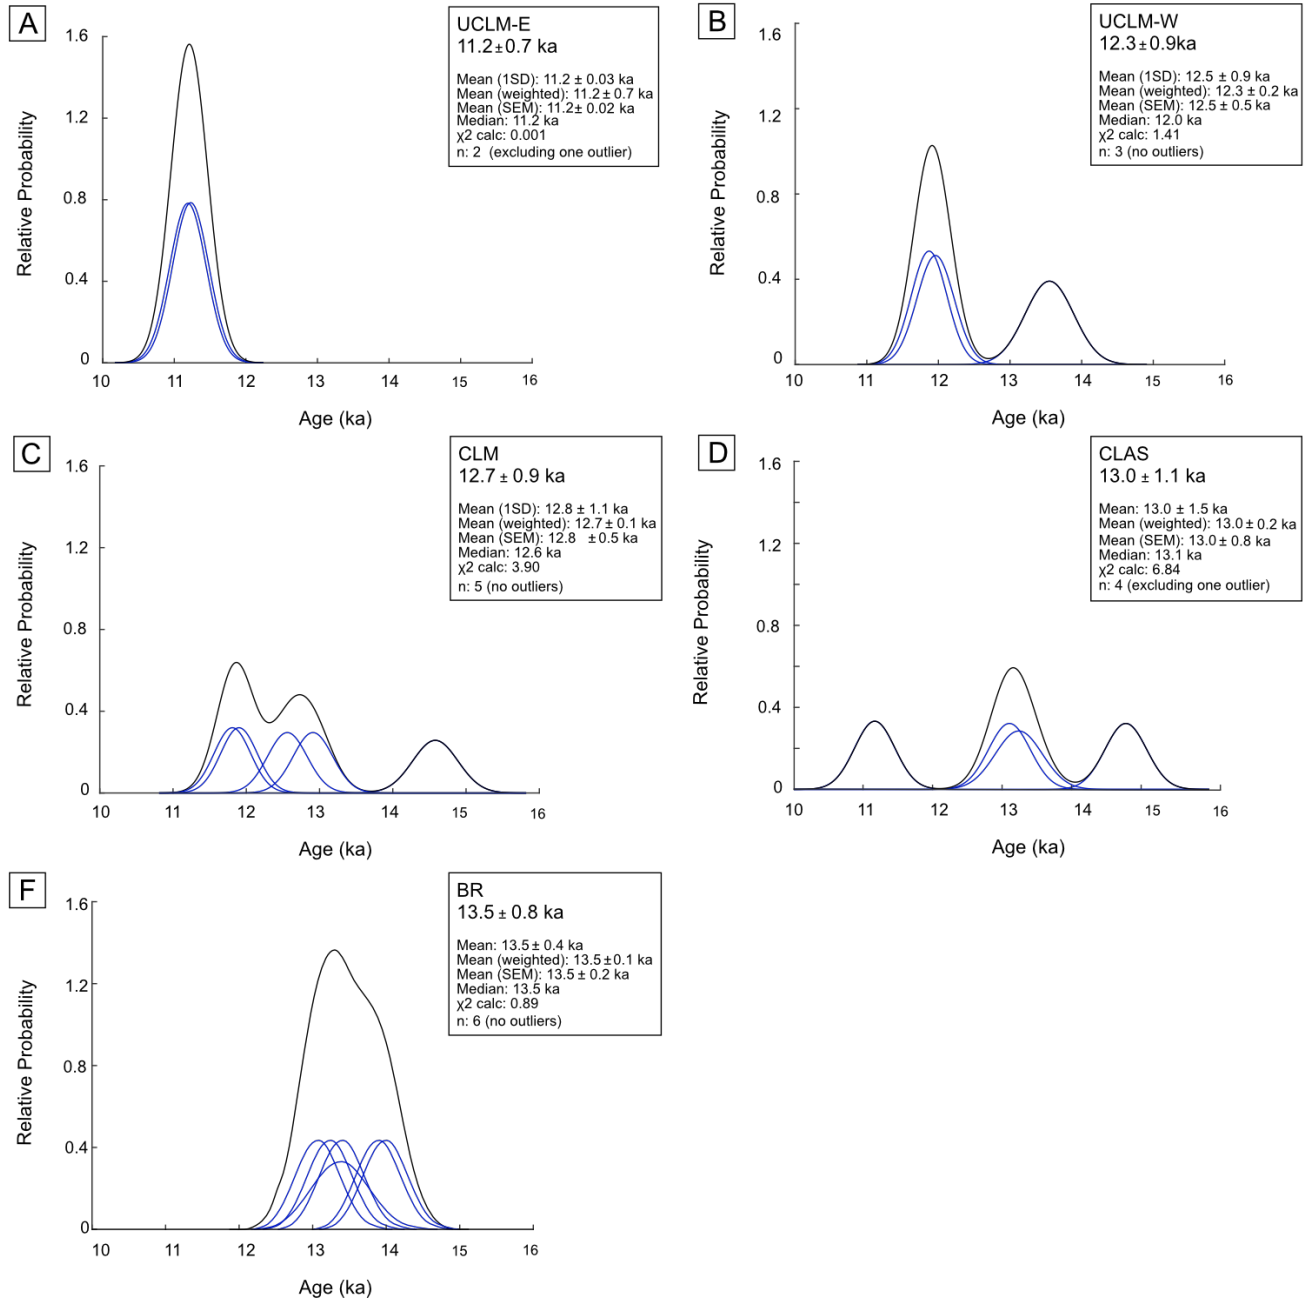 A
UCLM-E
11.2±0.7 ka
Mean (1SD): 11.2 ± 0.03 ka
Mean (weighted): 11.2± 0.7 ka
Mean (SEM): 11.2± 0.02 ka
Median: 11.2 ka
χ2 calc: 0.001
n: 2 (excluding one outlier)
Relative Probability
1.6
1.2
0.8
0.4
0
10 11 12 13 14 15 16
Age (ka)
B
UCLM-W
12.3±0.9ka
Mean (1SD): 12.5 ± 0.9 ka
Mean (weighted): 12.3 ± 0.2 ka
Mean (SEM): 12.5 ± 0.5 ka
Median: 12.0 ka
χ2 calc: 1.41
n: 3 (no outliers)
Relative Probability
1.6
1.2
0.8
0.4
0
10 11 12 13 14 15 16
Age (ka)
C
CLM
12.7 ± 0.9 ka
Mean (1SD): 12.8 ± 1.1 ka
Mean (weighted): 12.7 ± 0.1 ka
Mean (SEM): 12.8 ± 0.5 ka
Median: 12.6 ka
χ2 calc: 3.90
n: 5 (no outliers)
Relative Probability
1.6
1.2
0.8
0.4
0
10 11 12 13 14 15 16
Age (ka)
D
CLAS
13.0 ± 1.1 ka
Mean: 13.0 ± 1.5 ka
Mean (weighted): 13.0 ± 0.2 ka
Mean (SEM): 13.0 ± 0.8 ka
Median: 13.1 ka
χ2 calc: 6.84
n: 4 (excluding one outlier)
Relative Probability
1.6
1.2
0.8
0.4
0
10 11 12 13 14 15 16
Age (ka)
F
BR
13.5 ± 0.8 ka
Mean: 13.5 ± 0.4 ka
Mean (weighted): 13.5 ±0.1 ka
Mean (SEM): 13.5 ± 0.2 ka
Median: 13.5 ka
χ2 calc: 0.89
n: 6 (no outliers)
Relative Probability
1.6
1.2
0.8
0.4
0
10 11 12 13 14 15 16
Age (ka)